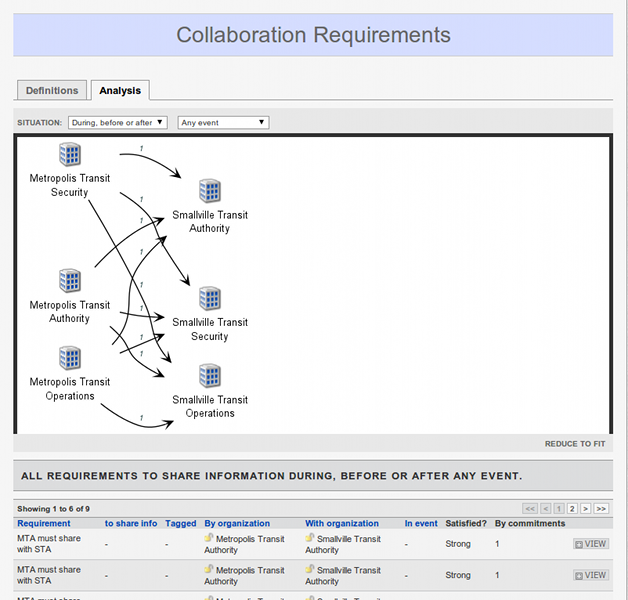 Collaboration Requirements
Definitions
Analysis
SITUATION: During, before or after Any event
1
Metropolis Transit
Security
Smallville Transit
Authority
1
1
1
Metropolis Transit
Authority
1
1
Smallville Transit
Security
1
1
Metropolis Transit
Operations
Smallville Transit
Operations
1
REDUCE TO FIT
ALL REQUIREMENTS TO SHARE INFORMATION DURING, BEFORE OR AFTER ANY EVENT.
Showing 1 to 6 of 9 << < 1 2 > >>
Requirement to share info Tagged By organization With organization In event Satisfied? By commitments
MTA must share
with STA - - Metropolis Transit
Authority Smallville Transit
Authority - Strong 1 VIEW
MTA must share
with STA - - Metropolis Transit
Authority Smallville Transit
Authority - Strong 1 VIEW